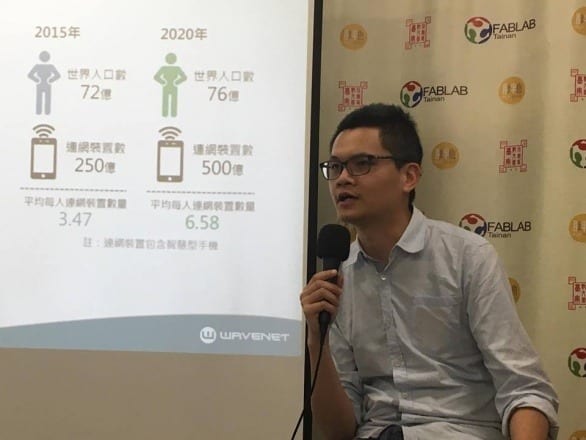 2015年
2020年
世界人口數
72億
世界人口數
76億
連網裝置數
250億
連網裝置數
500億
平均每人連網裝置數量
3.47
平均每人連網裝置數量
6.58
註：連網裝置包含智慧型手機
WAVENET
FABLAB
Tainan
FABLAB
Tainan
FABLAB
Tainan